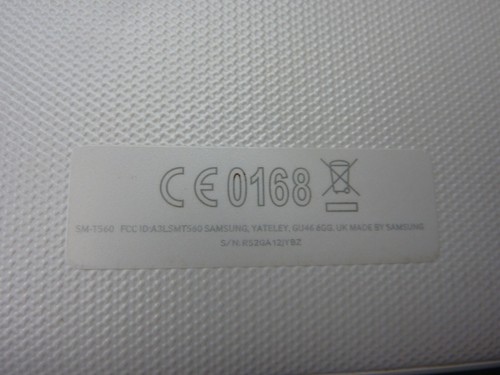 CE0168
SM-T560 FCC ID:A3LSMT560 SAMSUNG, YATELEY, GU46 6GG, UK MADE BY SAMSUNG
S/N: